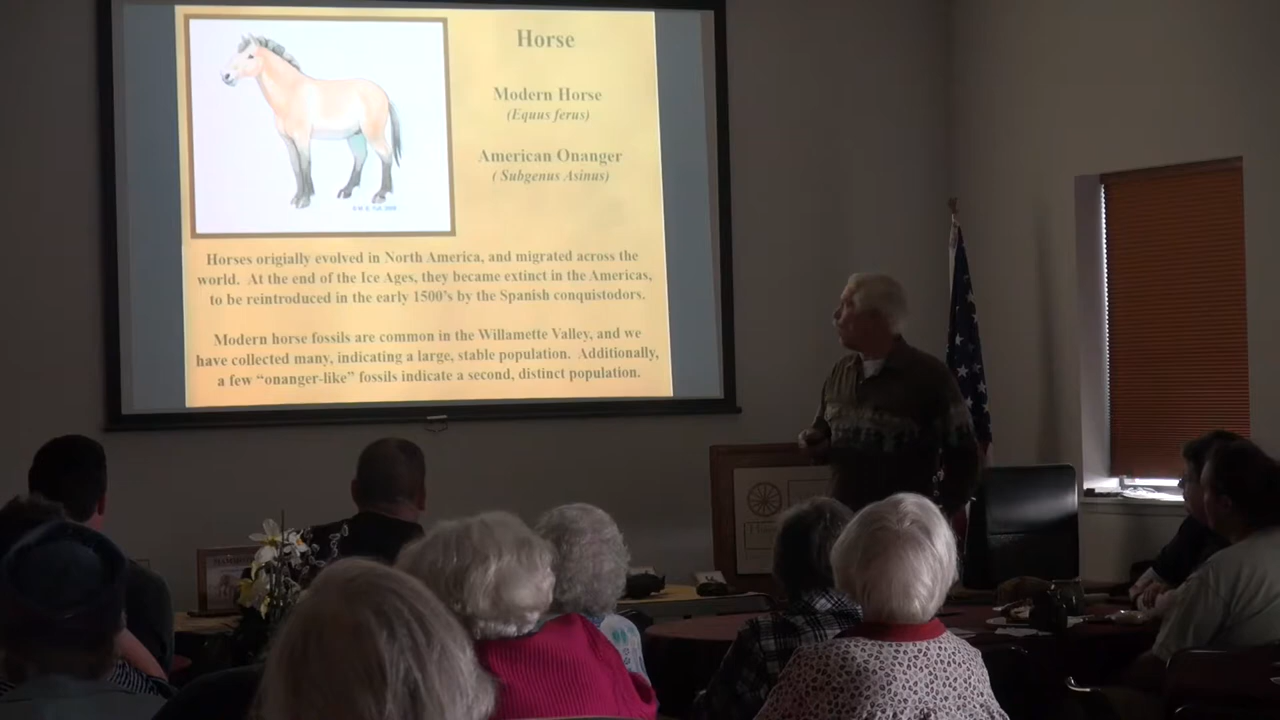 Horse
Modern Horse
(Equus ferus)
American Onanger
( Subgenus Asinus)
Horses origially evolved in North America, and migrated across the
world. At the end of the Ice Ages, they became extinct in the Americas,
to be reintroduced in the early 1500's by the Spanish conquistodors.
Modern horse fossils are common in the Willamette Valley, and we
have collected many, indicating a large, stable population. Additionally,
a few “onanger-like” fossils indicate a second, distinct population.